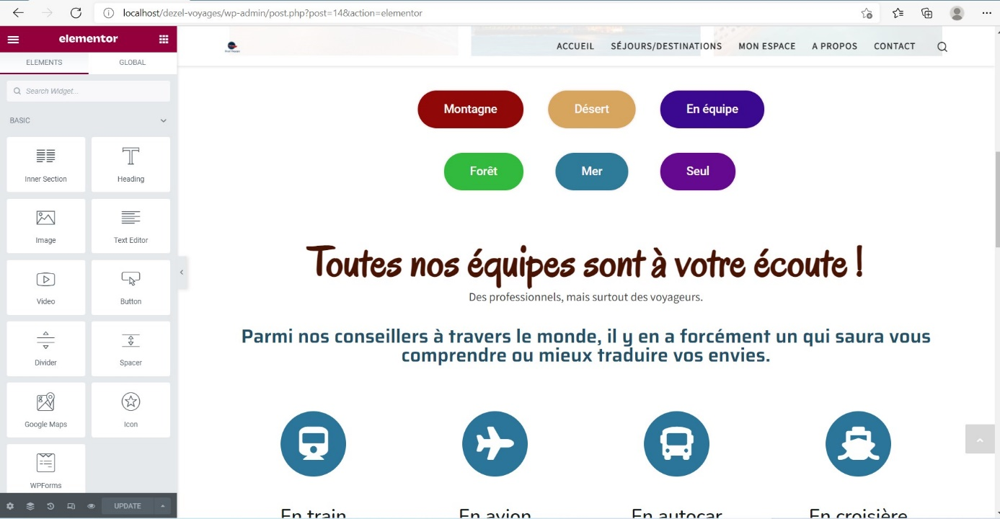 localhost/dezel-voyages/wp-admin/post.php?post=14&action=elementor
elementor
ELEMENTS GLOBAL
Search Widget...
BASIC
Inner Section Heading
Image Text Editor
Video Button
Divider Spacer
Google Maps Icon
WPForms
UPDATE
ACCUEIL SÉJOURS/DESTINATIONS MON ESPACE A PROPOS CONTACT
Montagne Désert En équipe
Forêt Mer Seul
Toutes nos équipes sont à votre écoute !
Des professionnels, mais surtout des voyageurs.
Parmi nos conseillers à travers le monde, il y en a forcément un qui saura vous
comprendre ou mieux traduire vos envies.
En train En avion En autocar En croisière